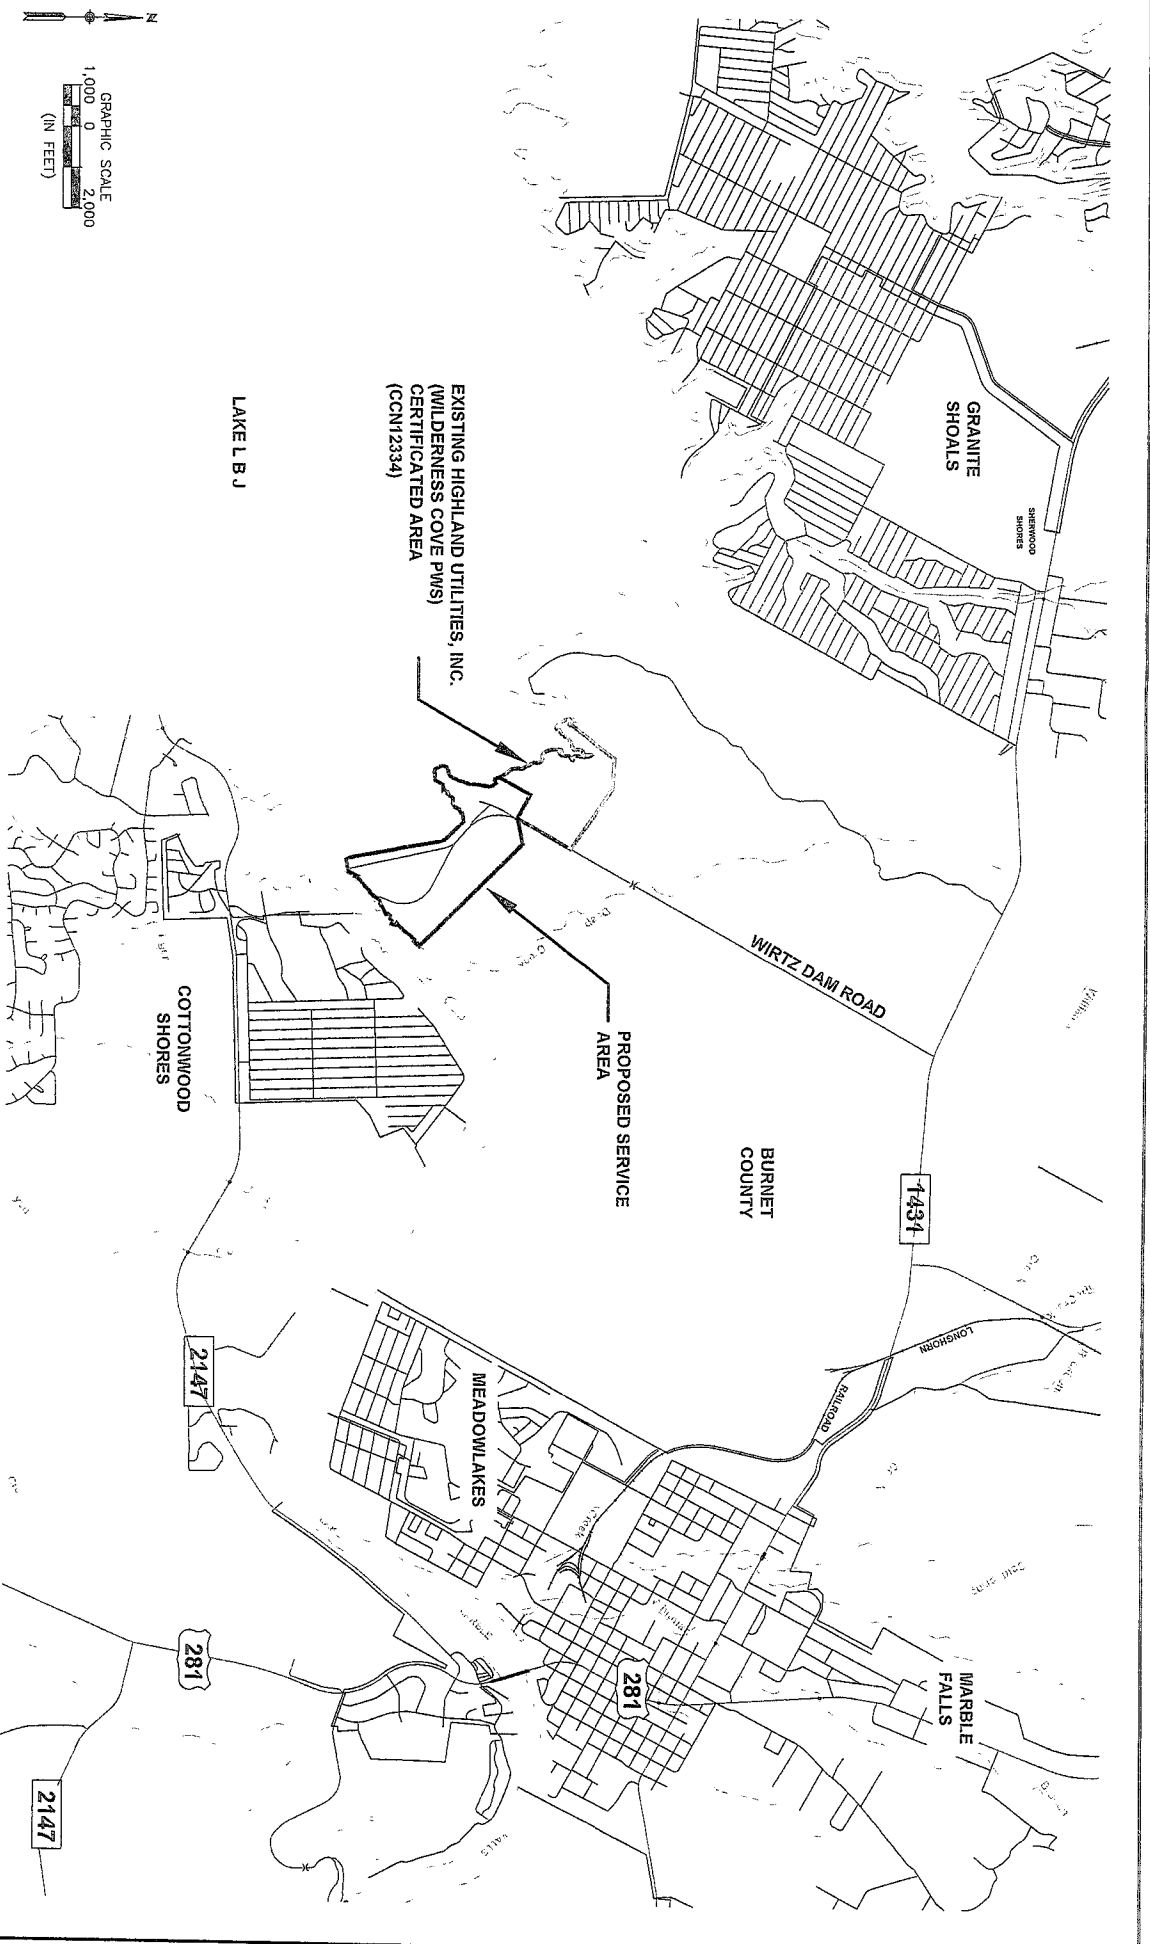 N
GRAPHIC SCALE
1,000 0 2,000
(IN FEET)
GRANITE
SHOALS
SHERWOOD
SHORES
EXISTING HIGHLAND UTILITIES, INC.
(WILDERNESS COVE PWS)
CERTIFICATED AREA
(CCN12334)
LAKE L B J
WIRTZ DAM ROAD
Deep
PROPOSED SERVICE
AREA
COTTONWOOD
SHORES
BURNET
COUNTY
1431
LONGHORN
RAILROAD
2147
MEADOWLAKES
Creek
MARBLE
FALLS
281
281
2147